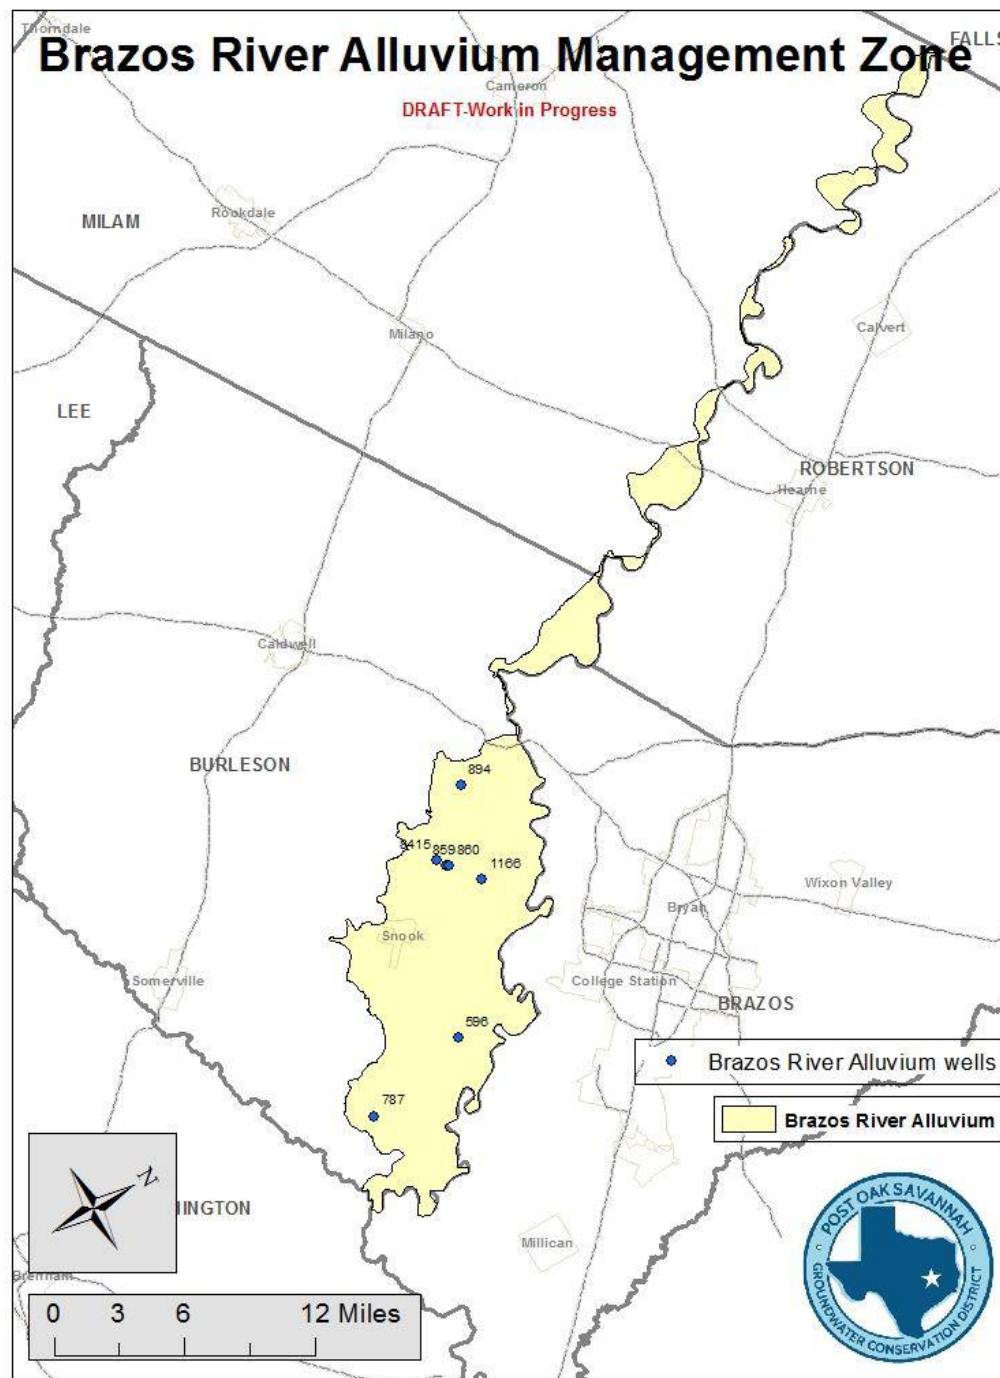 Thorndale
FALLS
Brazos River Alluvium Management Zone
Cameron
DRAFT-Work in Progress
MILAM
Rockdale
Milano
Calvert
LEE
ROBERTSON
Hearne
Caldwell
BURLESON
894
859 860
1166
Wixon Valley
Bryan
Snook
Somerville
College Station
BRAZOS
596
Brazos River Alluvium wells
787
Brazos River Alluvium
N
INGTON
Millican
Brenham
0 3 6 12 Miles
POST OAK SAVANNAH
GROUNDWATER CONSERVATION DISTRICT